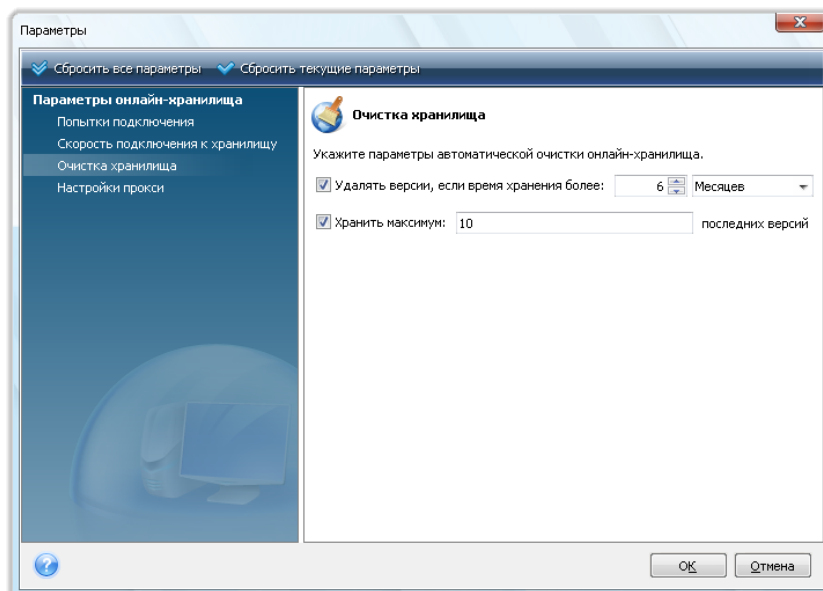 Параметры
Сбросить все параметры Сбросить текущие параметры
Параметры онлайн-хранилища
Попытки подключения
Скорость подключения к хранилищу
Очистка хранилища
Настройки прокси
Очистка хранилища
Укажите параметры автоматической очистки онлайн-хранилища.
Удалять версии, если время хранения более: 6 Месяцев
Хранить максимум: 10 последних версий
ОК Отмена